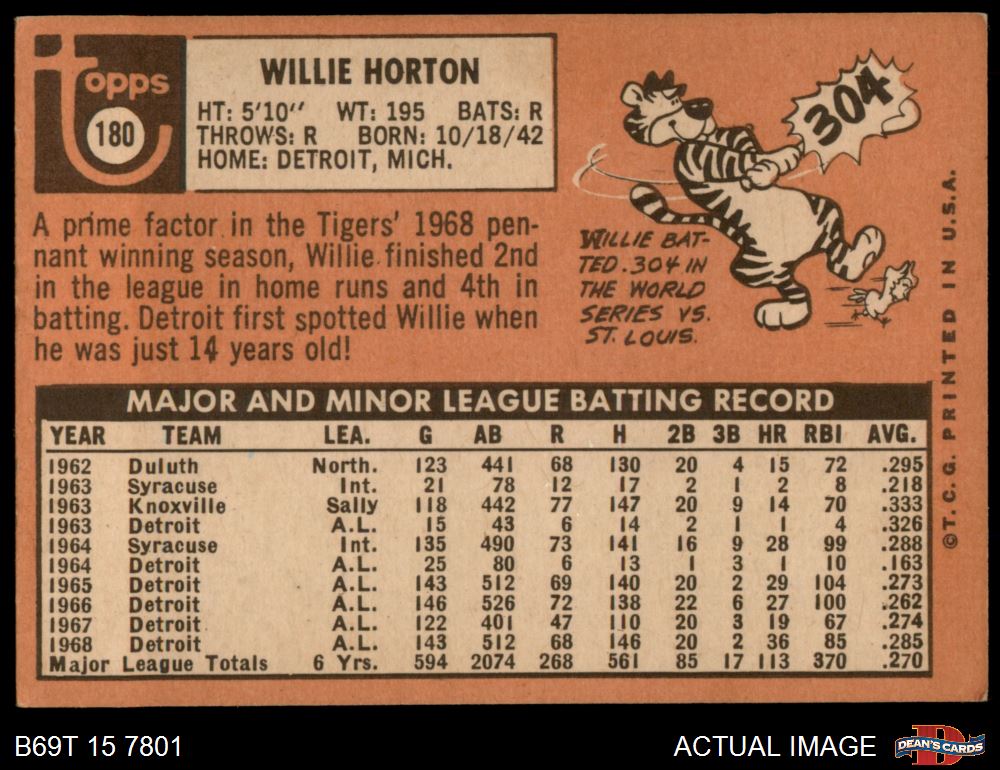 topps
180
WILLIE HORTON
HT: 5'10" WT: 195 BATS: R
THROWS: R BORN: 10/18/42
HOME: DETROIT, MICH.
A prime factor in the Tigers' 1968 pen-
nant winning season, Willie finished 2nd
in the league in home runs and 4th in
batting. Detroit first spotted Willie when
he was just 14 years old!
304
WILLIE BAT-
TED .304 IN
THE WORLD
SERIES VS.
ST. LOUIS.
MAJOR AND MINOR LEAGUE BATTING RECORD
YEAR TEAM LEA. G AB R H 2B 3B HR RBI AVG.
1962 Duluth North. 123 441 68 130 20 4 15 72 .295
1963 Syracuse Int. 21 78 12 17 2 1 2 8 .218
1963 Knoxville Sally 118 442 77 147 20 9 14 70 .333
1963 Detroit A.L. 15 43 6 14 2 1 1 4 .326
1964 Syracuse Int. 135 490 73 141 16 9 28 99 .288
1964 Detroit A.L. 25 80 6 13 1 3 1 10 .163
1965 Detroit A.L. 143 512 69 140 20 2 29 104 .273
1966 Detroit A.L. 146 526 72 138 22 6 27 100 .262
1967 Detroit A.L. 122 401 47 110 20 3 19 67 .274
1968 Detroit A.L. 143 512 68 146 20 2 36 85 .285
Major League Totals 6 Yrs. 594 2074 268 561 85 17 113 370 .270
©T.C.G. PRINTED IN U.S.A.
B69T 15 7801
ACTUAL IMAGE
D
DEAN'S CARDS